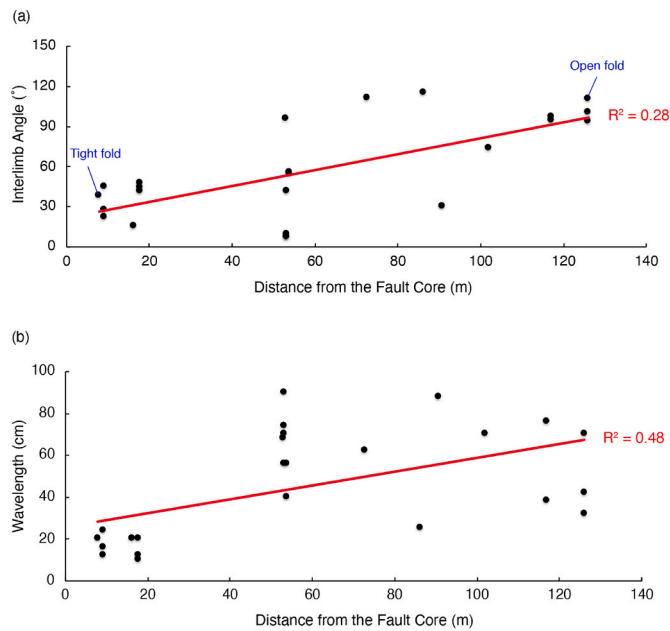 (a)
150
120
90
60
30
0
Interlimb Angle (°)
Open fold
R² = 0.28
Tight fold
0 20 40 60 80 100 120 140
Distance from the Fault Core (m)
(b)
100
80
60
40
20
0
Wavelength (cm)
R² = 0.48
0 20 40 60 80 100 120 140
Distance from the Fault Core (m)